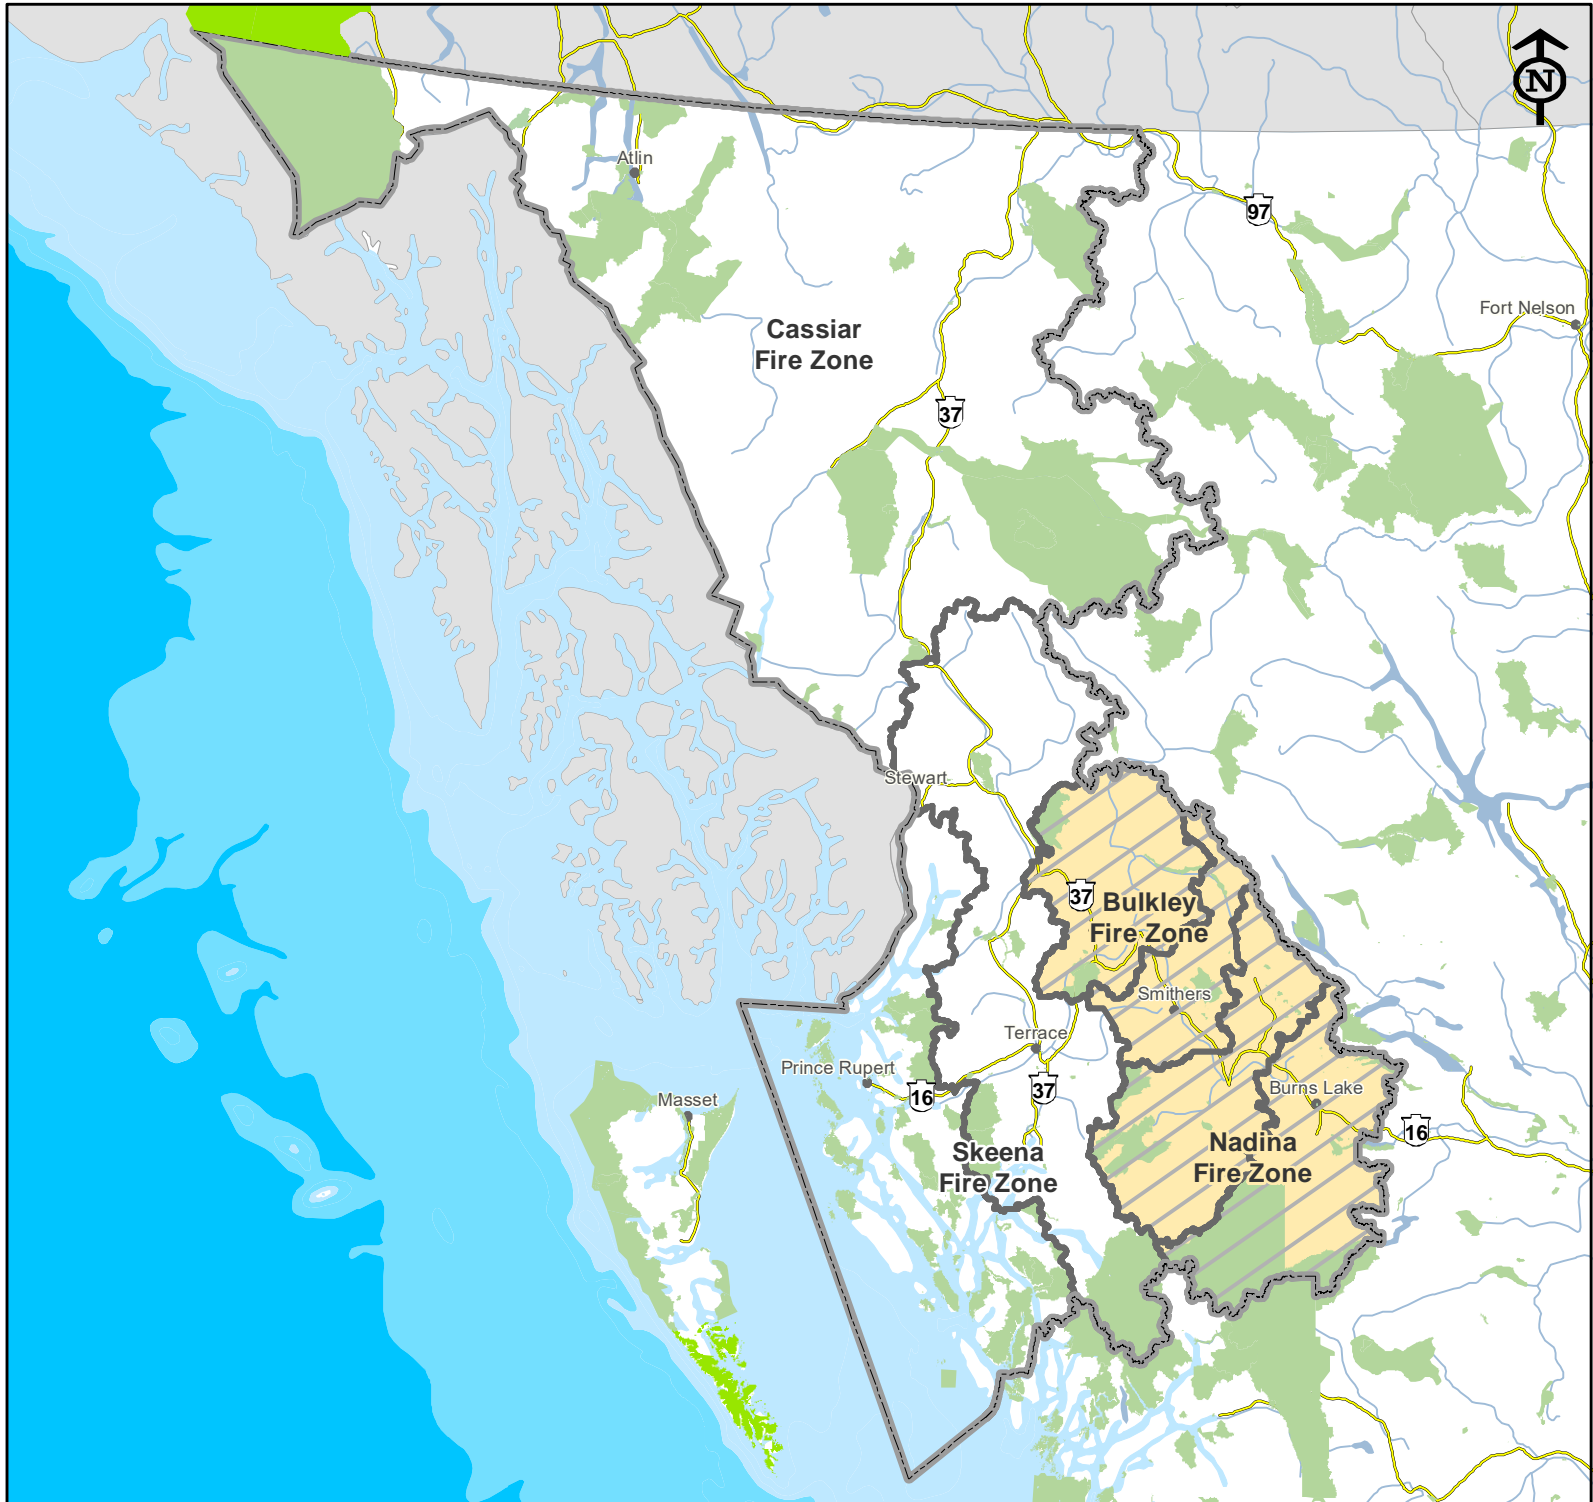 N
Atlin
97
Fort Nelson
Cassiar
Fire Zone
37
Stewart
37
Bulkley
Fire Zone
Smithers
Terrace
Prince Rupert
16
37
Burns Lake
Masset
16
Nadina
Fire Zone
Skeena
Fire Zone